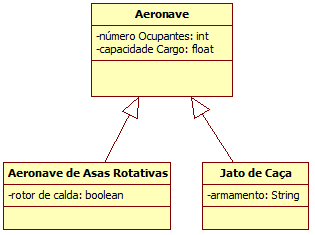 Aeronave
-número Ocupantes: int
-capacidade Cargo: float
Aeronave de Asas Rotativas
-rotor de calda: boolean
Jato de Caça
-armamento: String